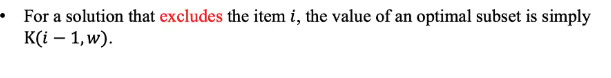 • For a solution that excludes the item i, the value of an optimal subset is simply
K(i − 1, w).